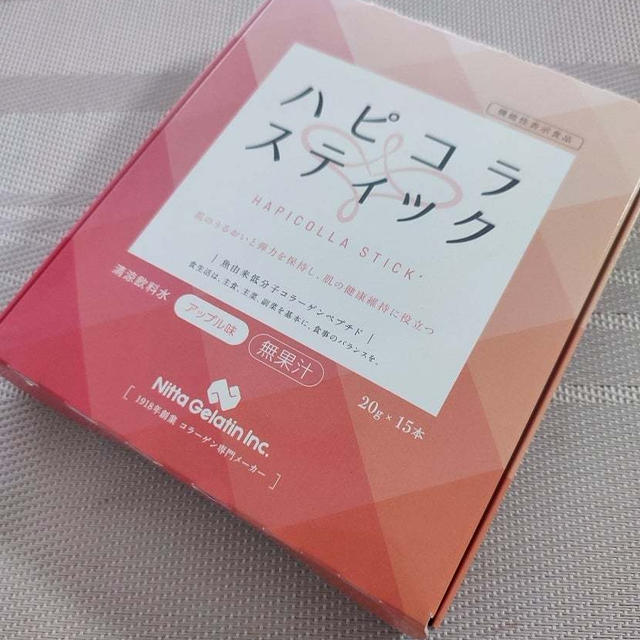 機能性表示食品
ハピコラ
スティック
HAPICOLLA STICK
肌のうるおいと弾力を保持し、肌の健康維持に役立つ
| 魚由来低分子コラーゲンペプチド |
食生活は、主食、主菜、副菜を基本に、食事のバランスを。
清涼飲料水
アップル味
無果汁
20g × 15本
Nitta Gelatin Inc.
[ 1918年創業 コラーゲン専門メーカー ]